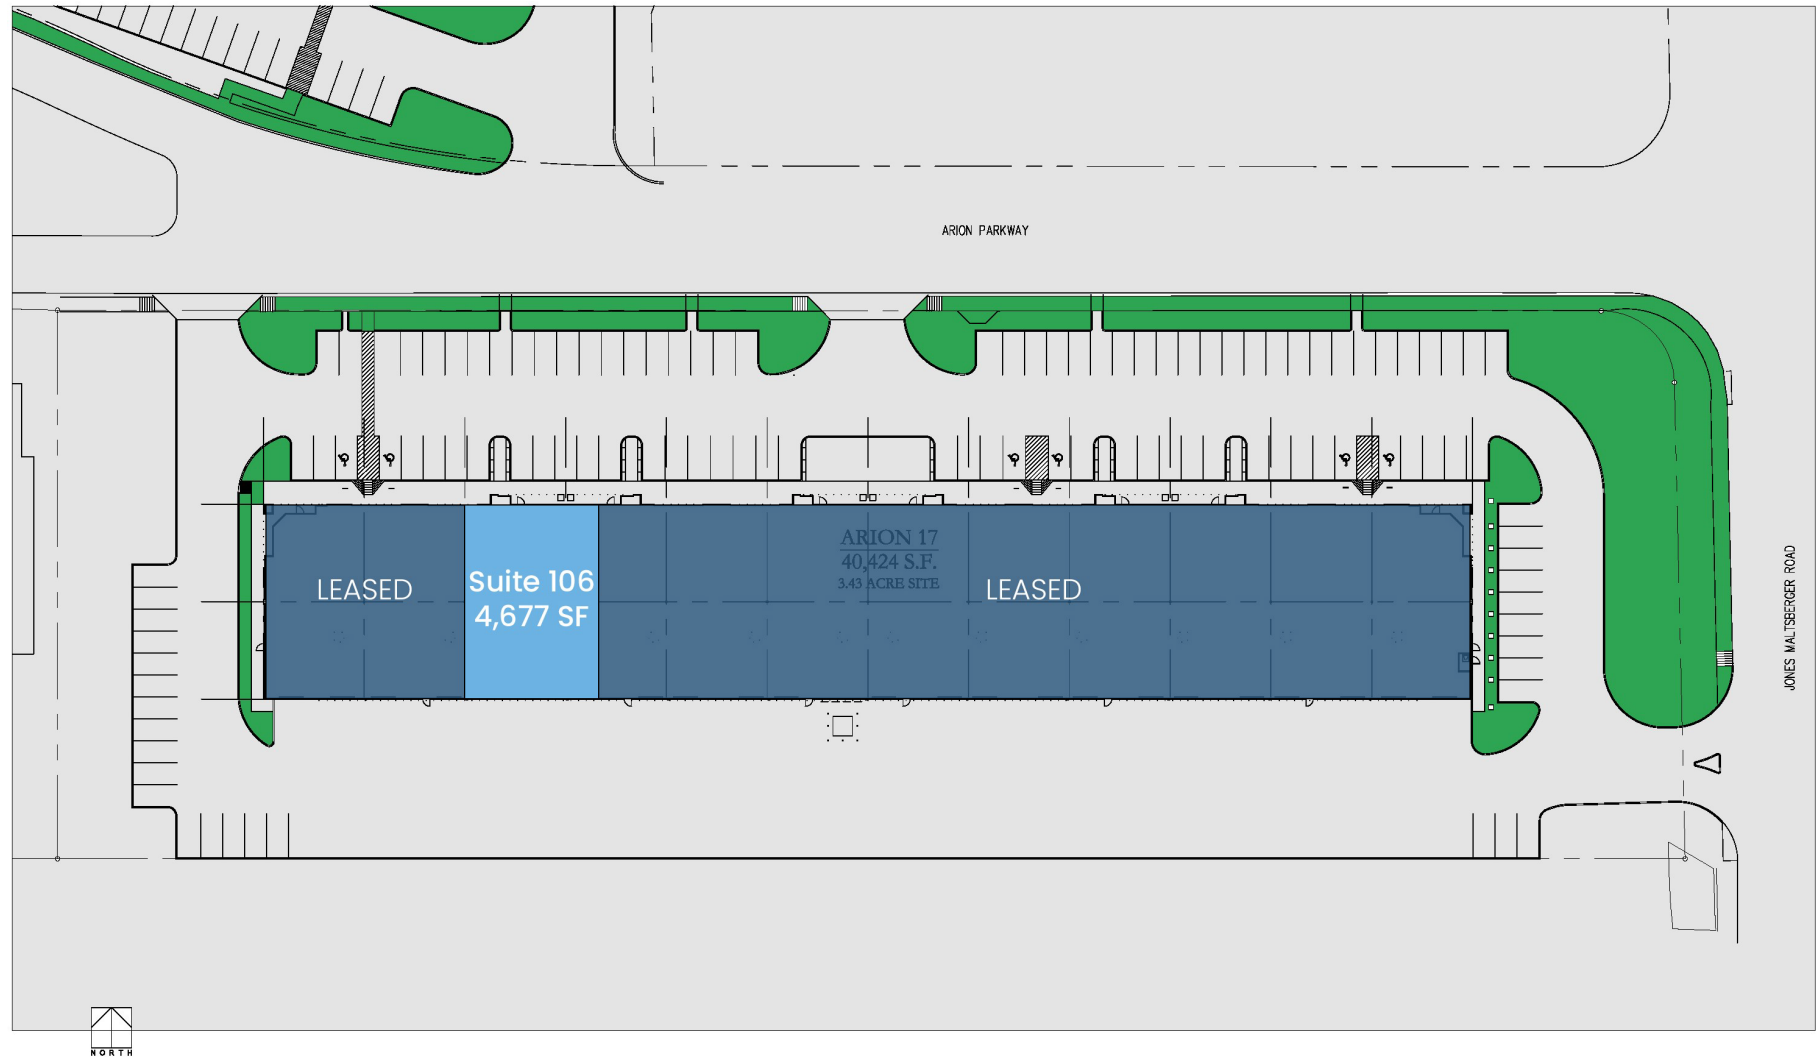 ARION PARKWAY
ARION 17
40,424 S.F.
3.43 ACRE SITE
LEASED
Suite 106
4,677 SF
LEASED
JONES MALTSBERGER ROAD
NORTH